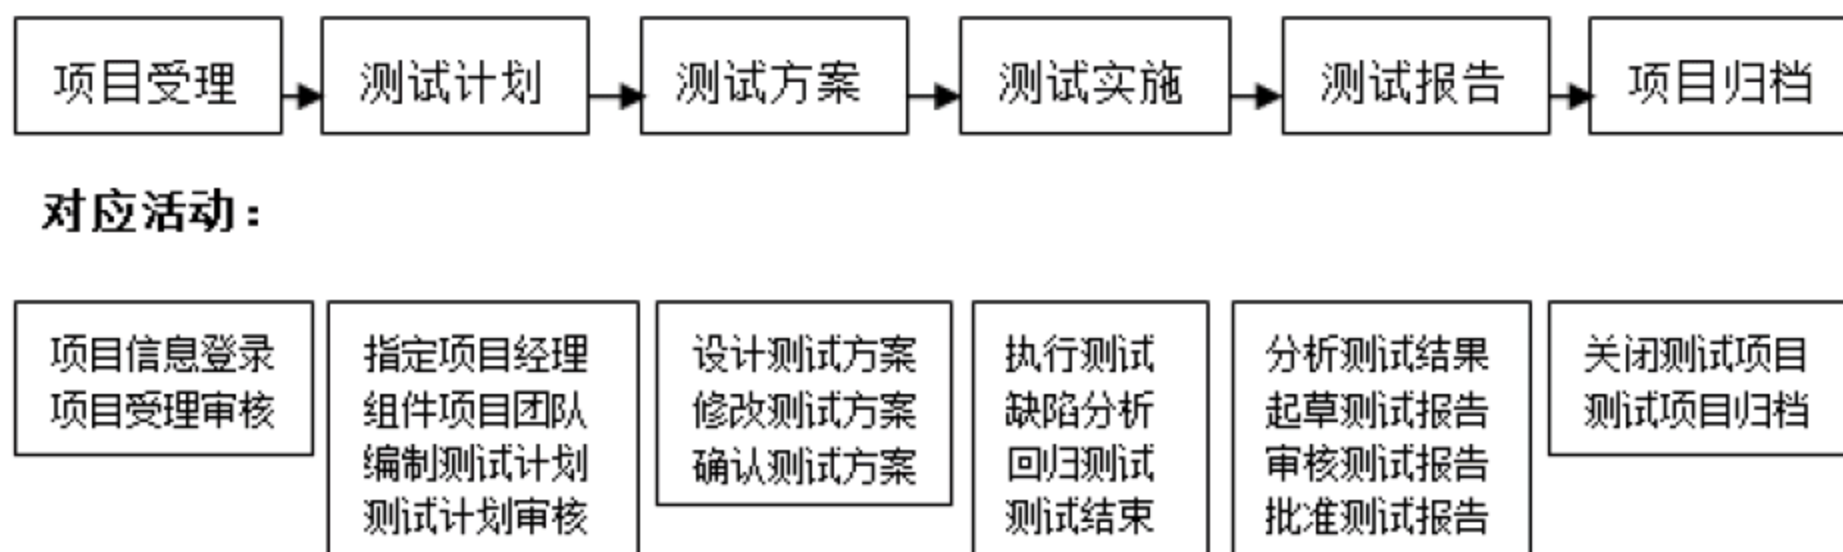 项目受理
测试计划
测试方案
测试实施
测试报告
项目归档
对应活动：
项目信息登录
项目受理审核
指定项目经理
组件项目团队
编制测试计划
测试计划审核
设计测试方案
修改测试方案
确认测试方案
执行测试
缺陷分析
回归测试
测试结束
分析测试结果
起草测试报告
审核测试报告
批准测试报告
关闭测试项目
测试项目归档